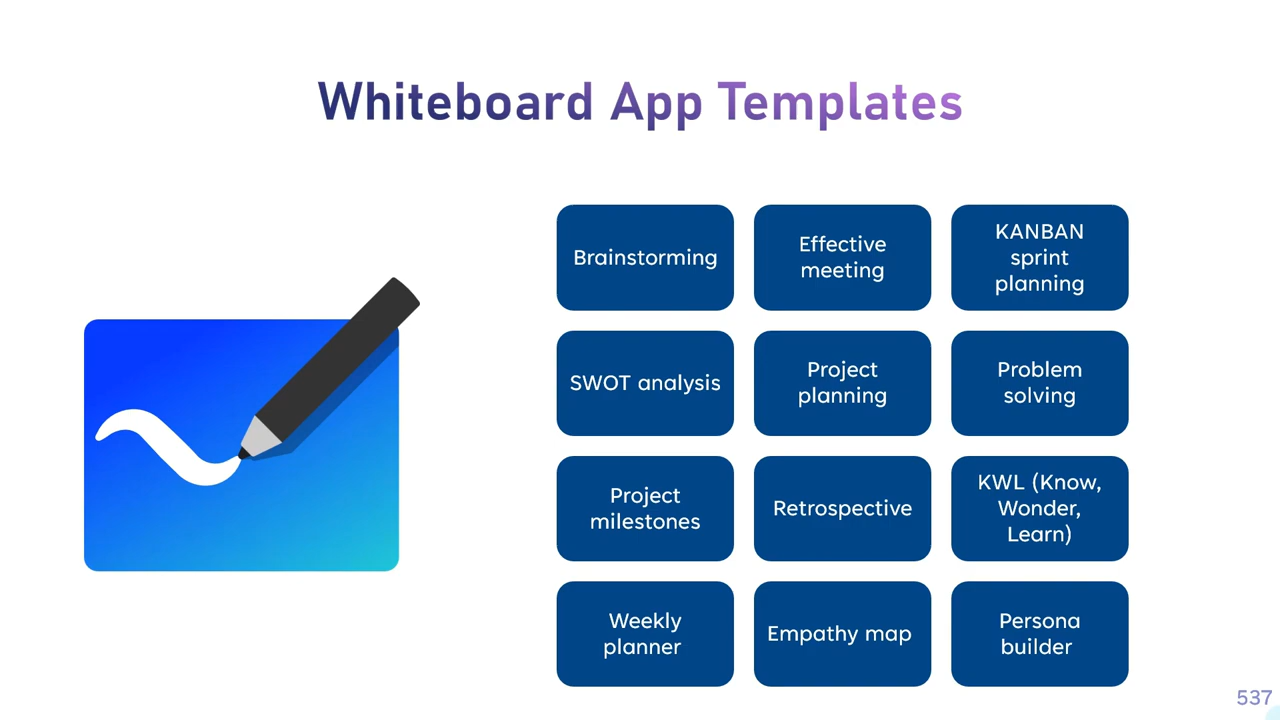 Whiteboard App Templates
Brainstorming
Effective
meeting
KANBAN
sprint
planning
SWOT analysis
Project
planning
Problem
solving
Project
milestones
Retrospective
KWL (Know,
Wonder,
Learn)
Weekly
planner
Empathy map
Persona
builder
537